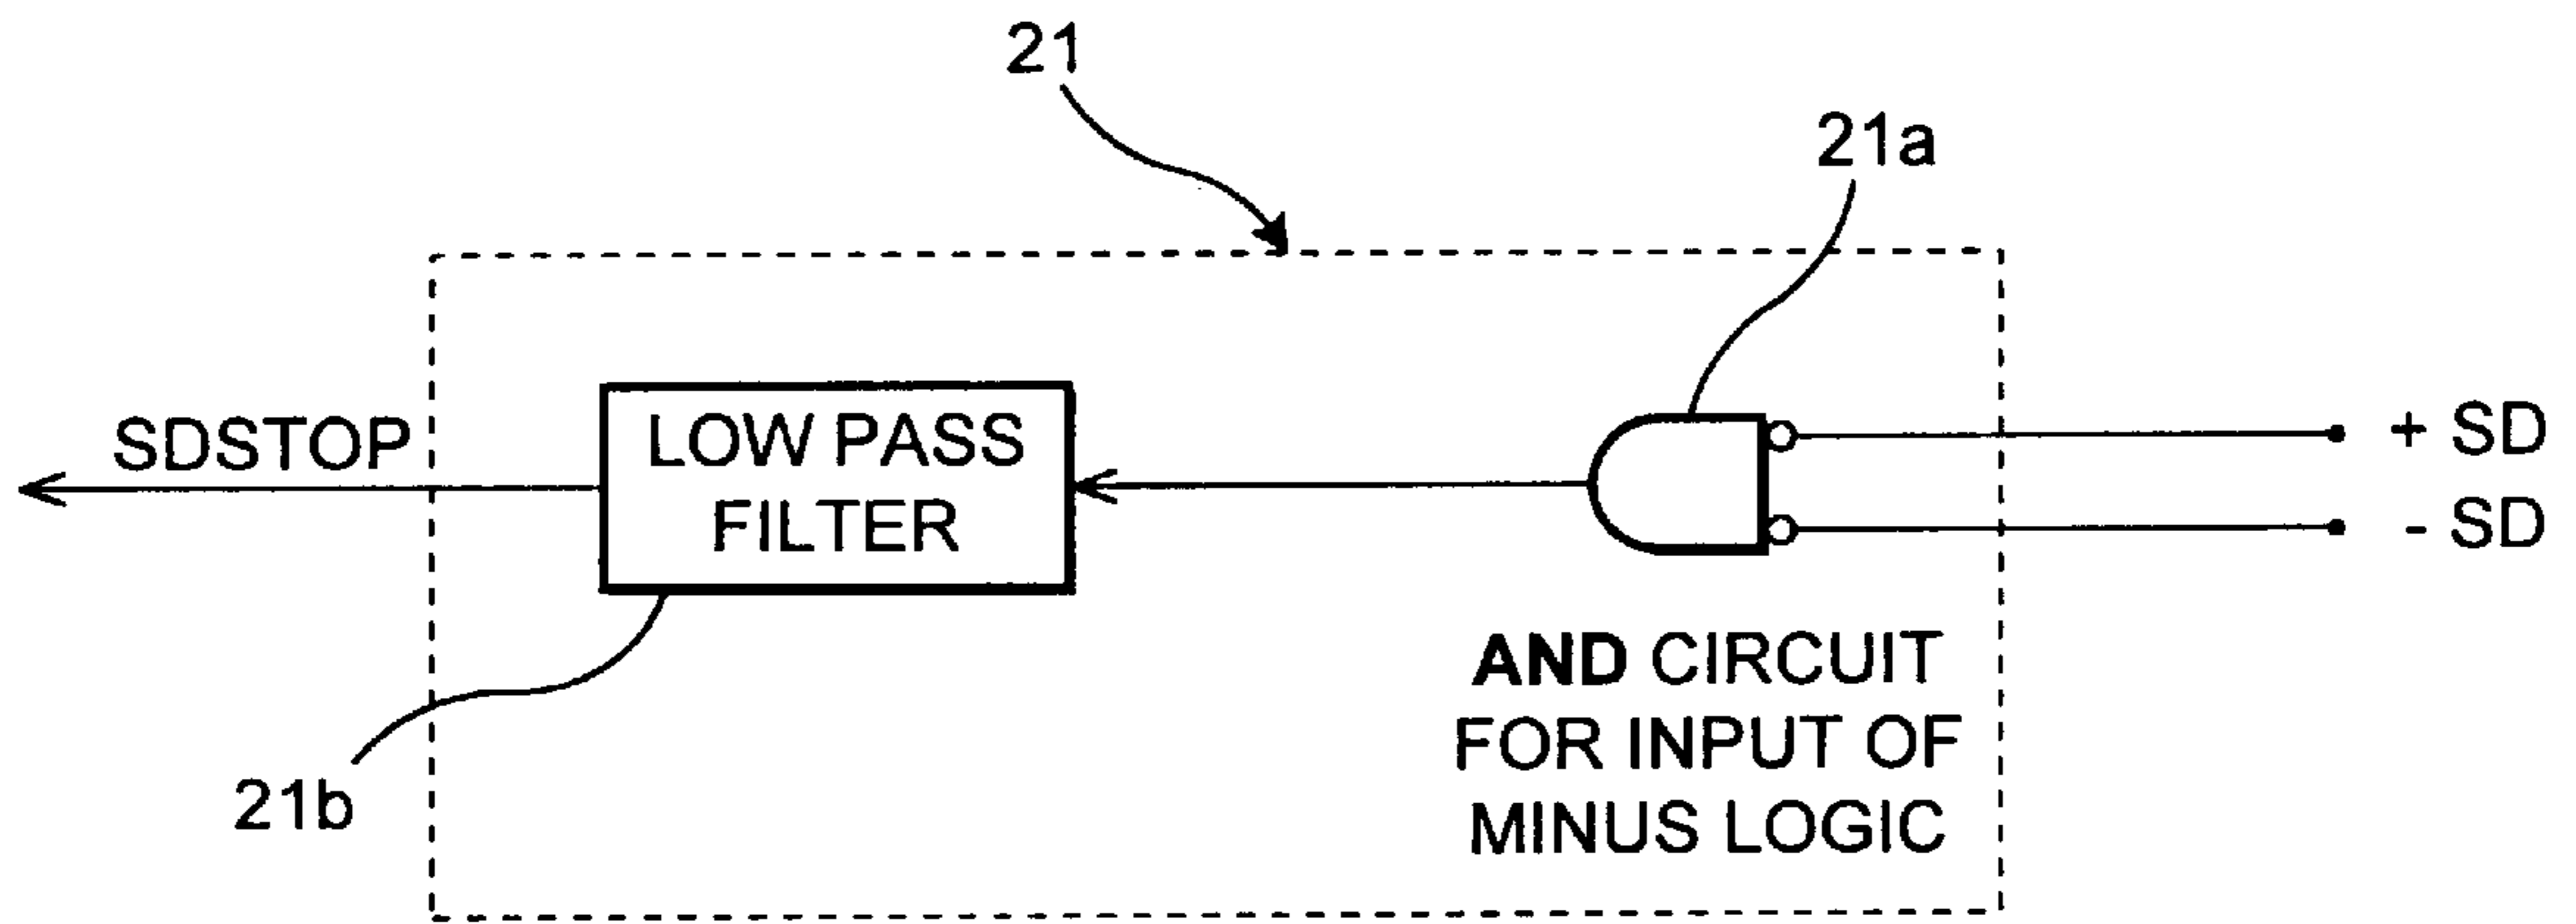 21
21a
SDSTOP
LOW PASS
FILTER
+ SD
- SD
AND CIRCUIT
FOR INPUT OF
MINUS LOGIC
21b